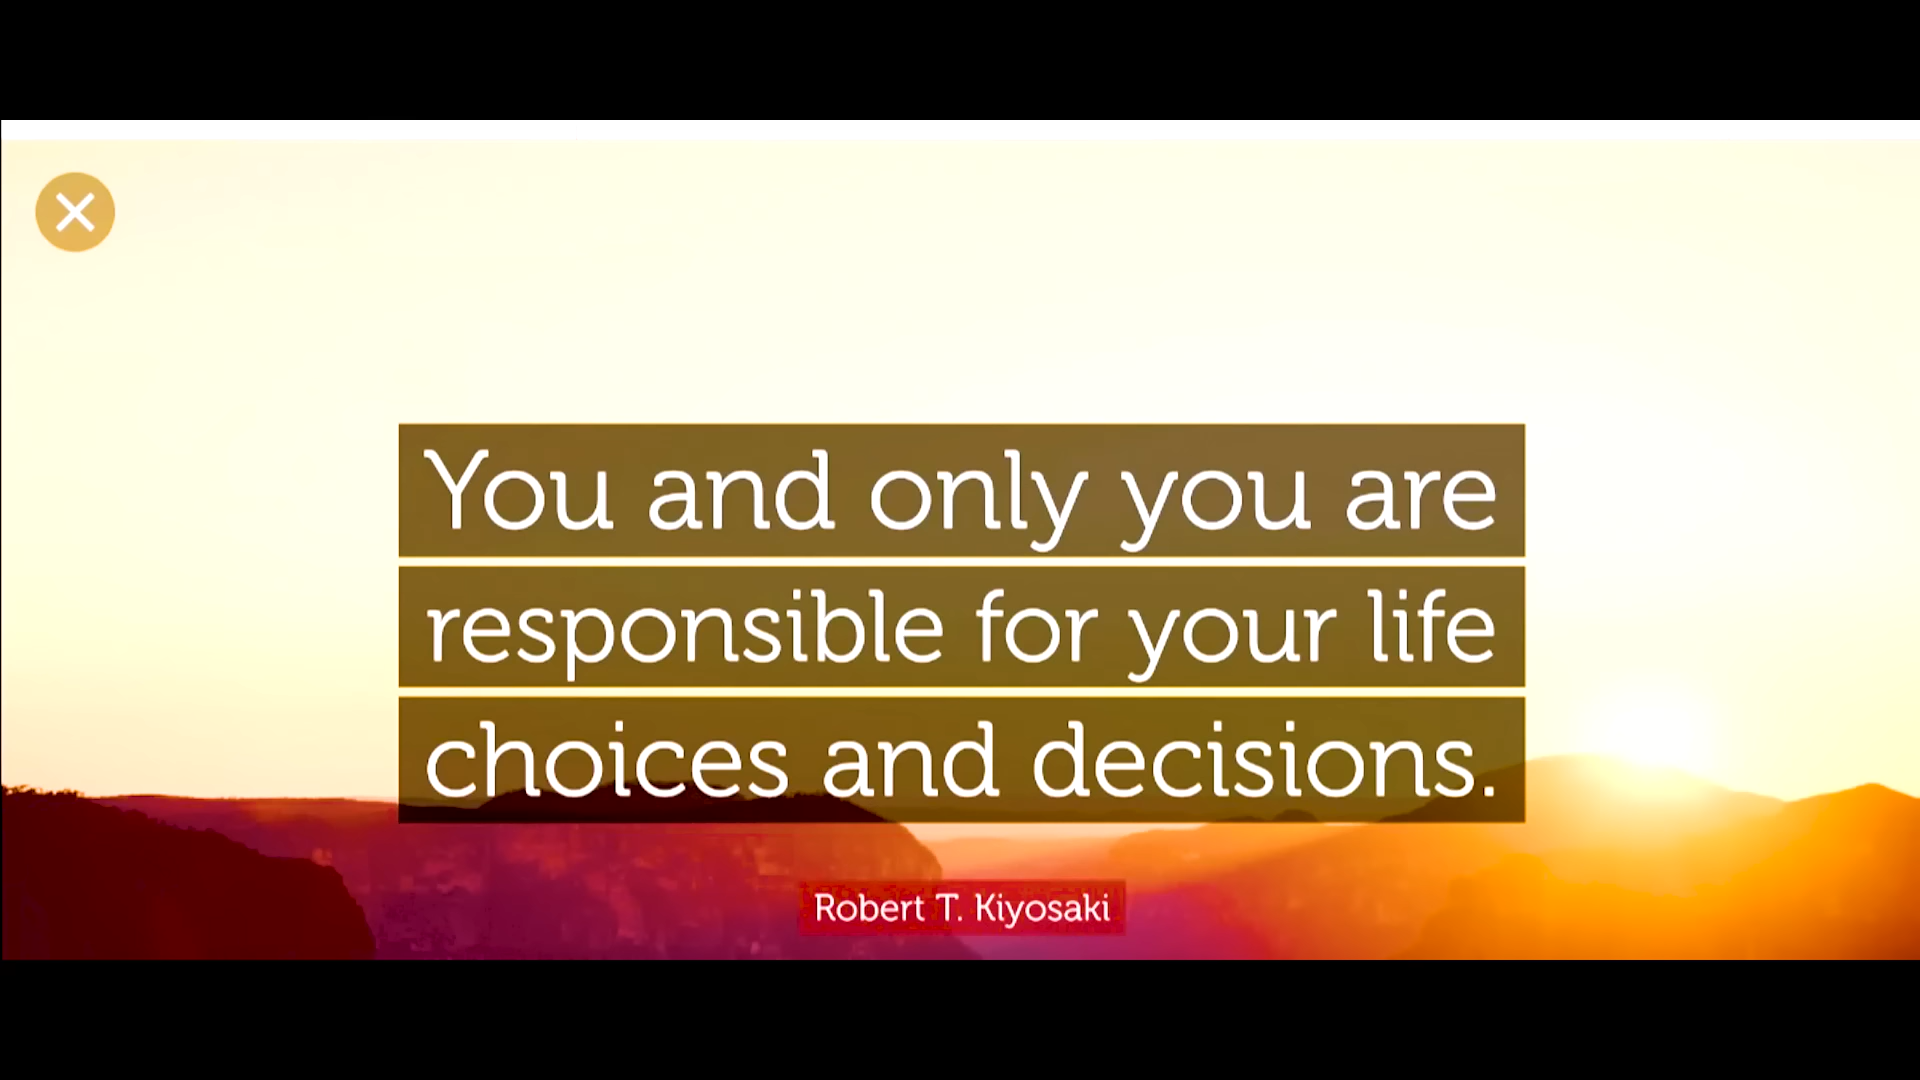 You and only you are
responsible for your life
choices and decisions.
Robert T. Kiyosaki